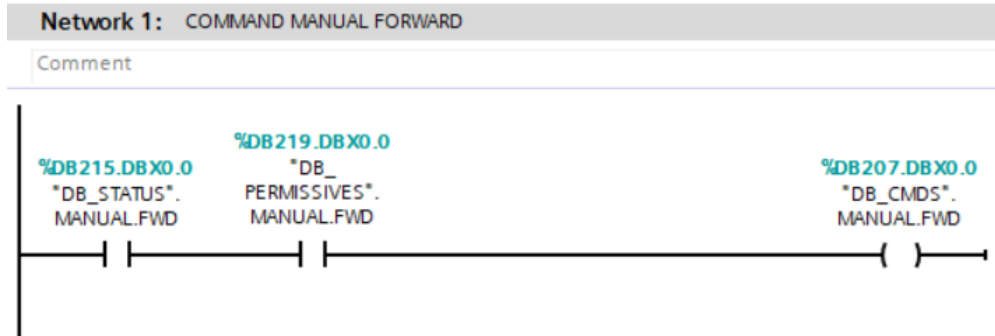 Network 1: COMMAND MANUAL FORWARD
Comment
%DB215.DBX0.0
"DB_STATUS".
MANUAL.FWD
%DB219.DBX0.0
"DB_
PERMISSIVES".
MANUAL.FWD
%DB207.DBX0.0
"DB_CMDS".
MANUAL.FWD